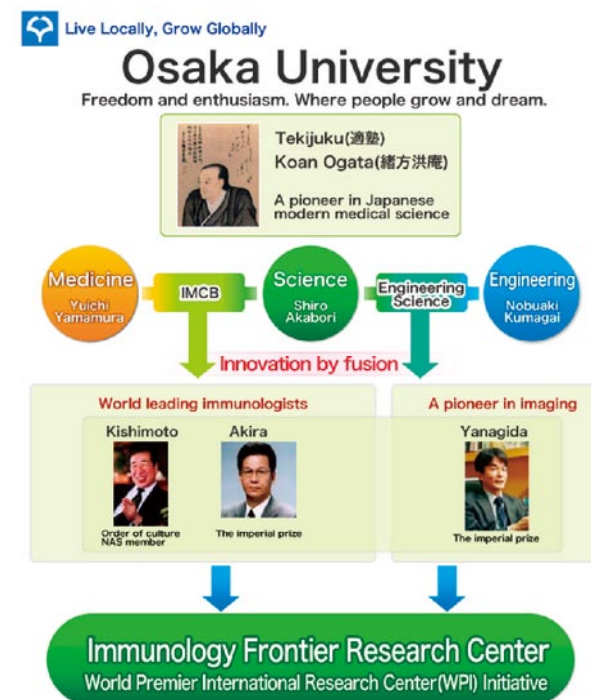 Live Locally, Grow Globally
Osaka University
Freedom and enthusiasm. Where people grow and dream.
Tekijuku(適塾)
Koan Ogata(緒方洪庵)
A pioneer in Japanese
modern medical science
Medicine
Yuichi
Yamamura
IMCB
Science
Shiro
Akabori
Engineering
Science
Engineering
Nobuaki
Kumagai
Innovation by fusion
World leading immunologists
A pioneer in imaging
Kishimoto
Akira
Yanagida
Order of culture
NAS member
The imperial prize
The imperial prize
Immunology Frontier Research Center
World Premier International Research Center(WPI) Initiative